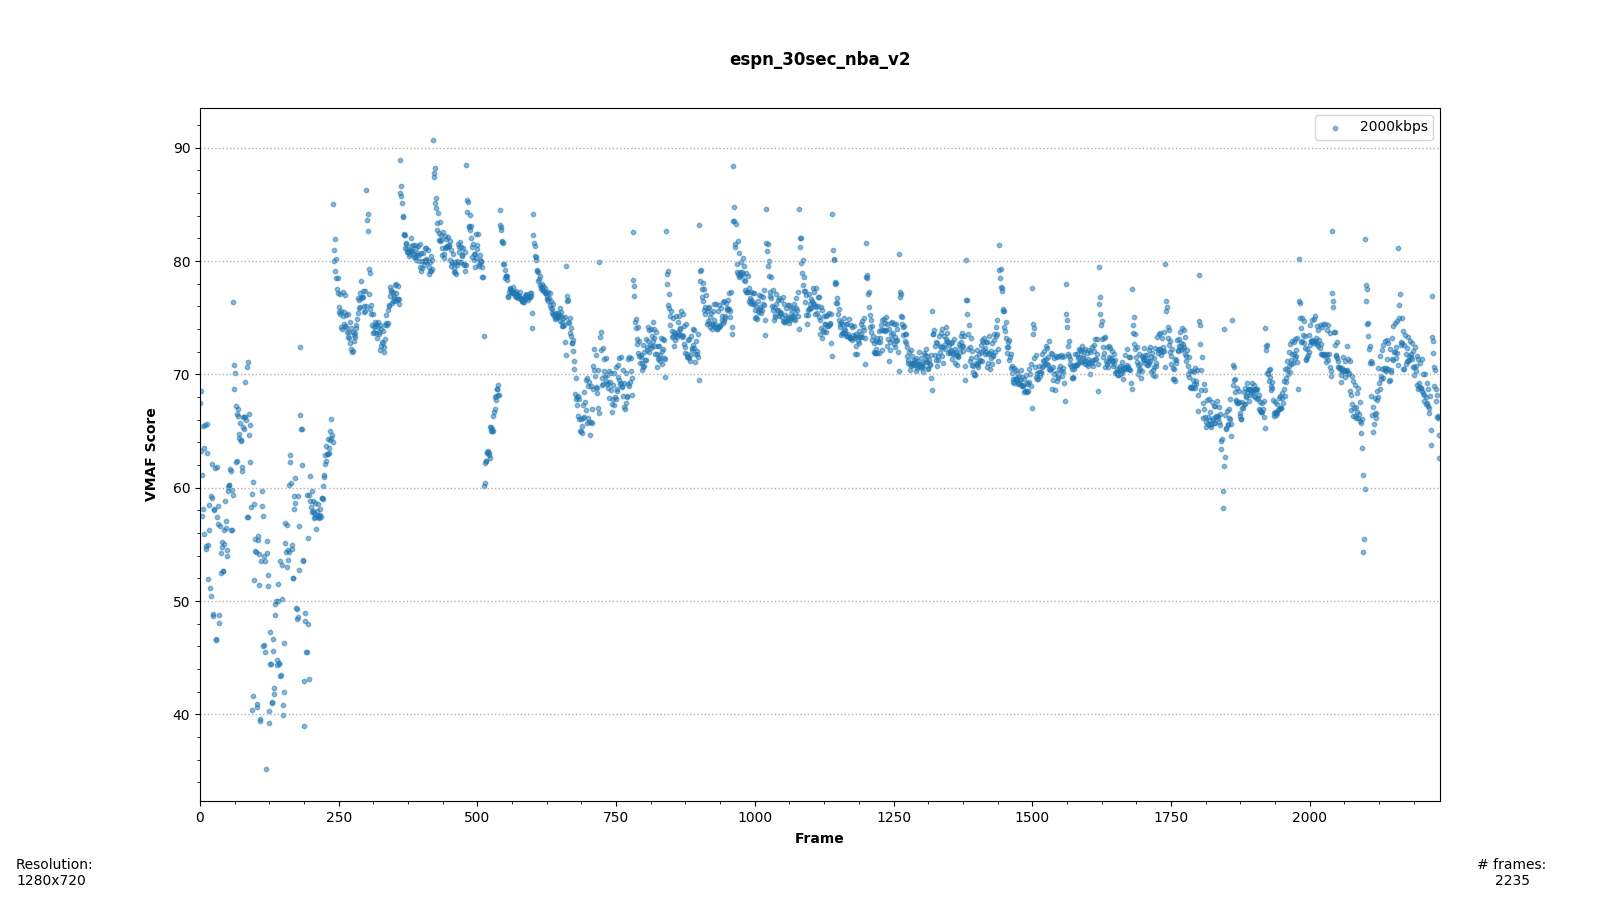 espn_30sec_nba_v2
2000kbps
VMAF Score
90
80
70
60
50
40
0 250 500 750 1000 1250 1500 1750 2000
Frame
Resolution:
1280x720
# frames:
2235